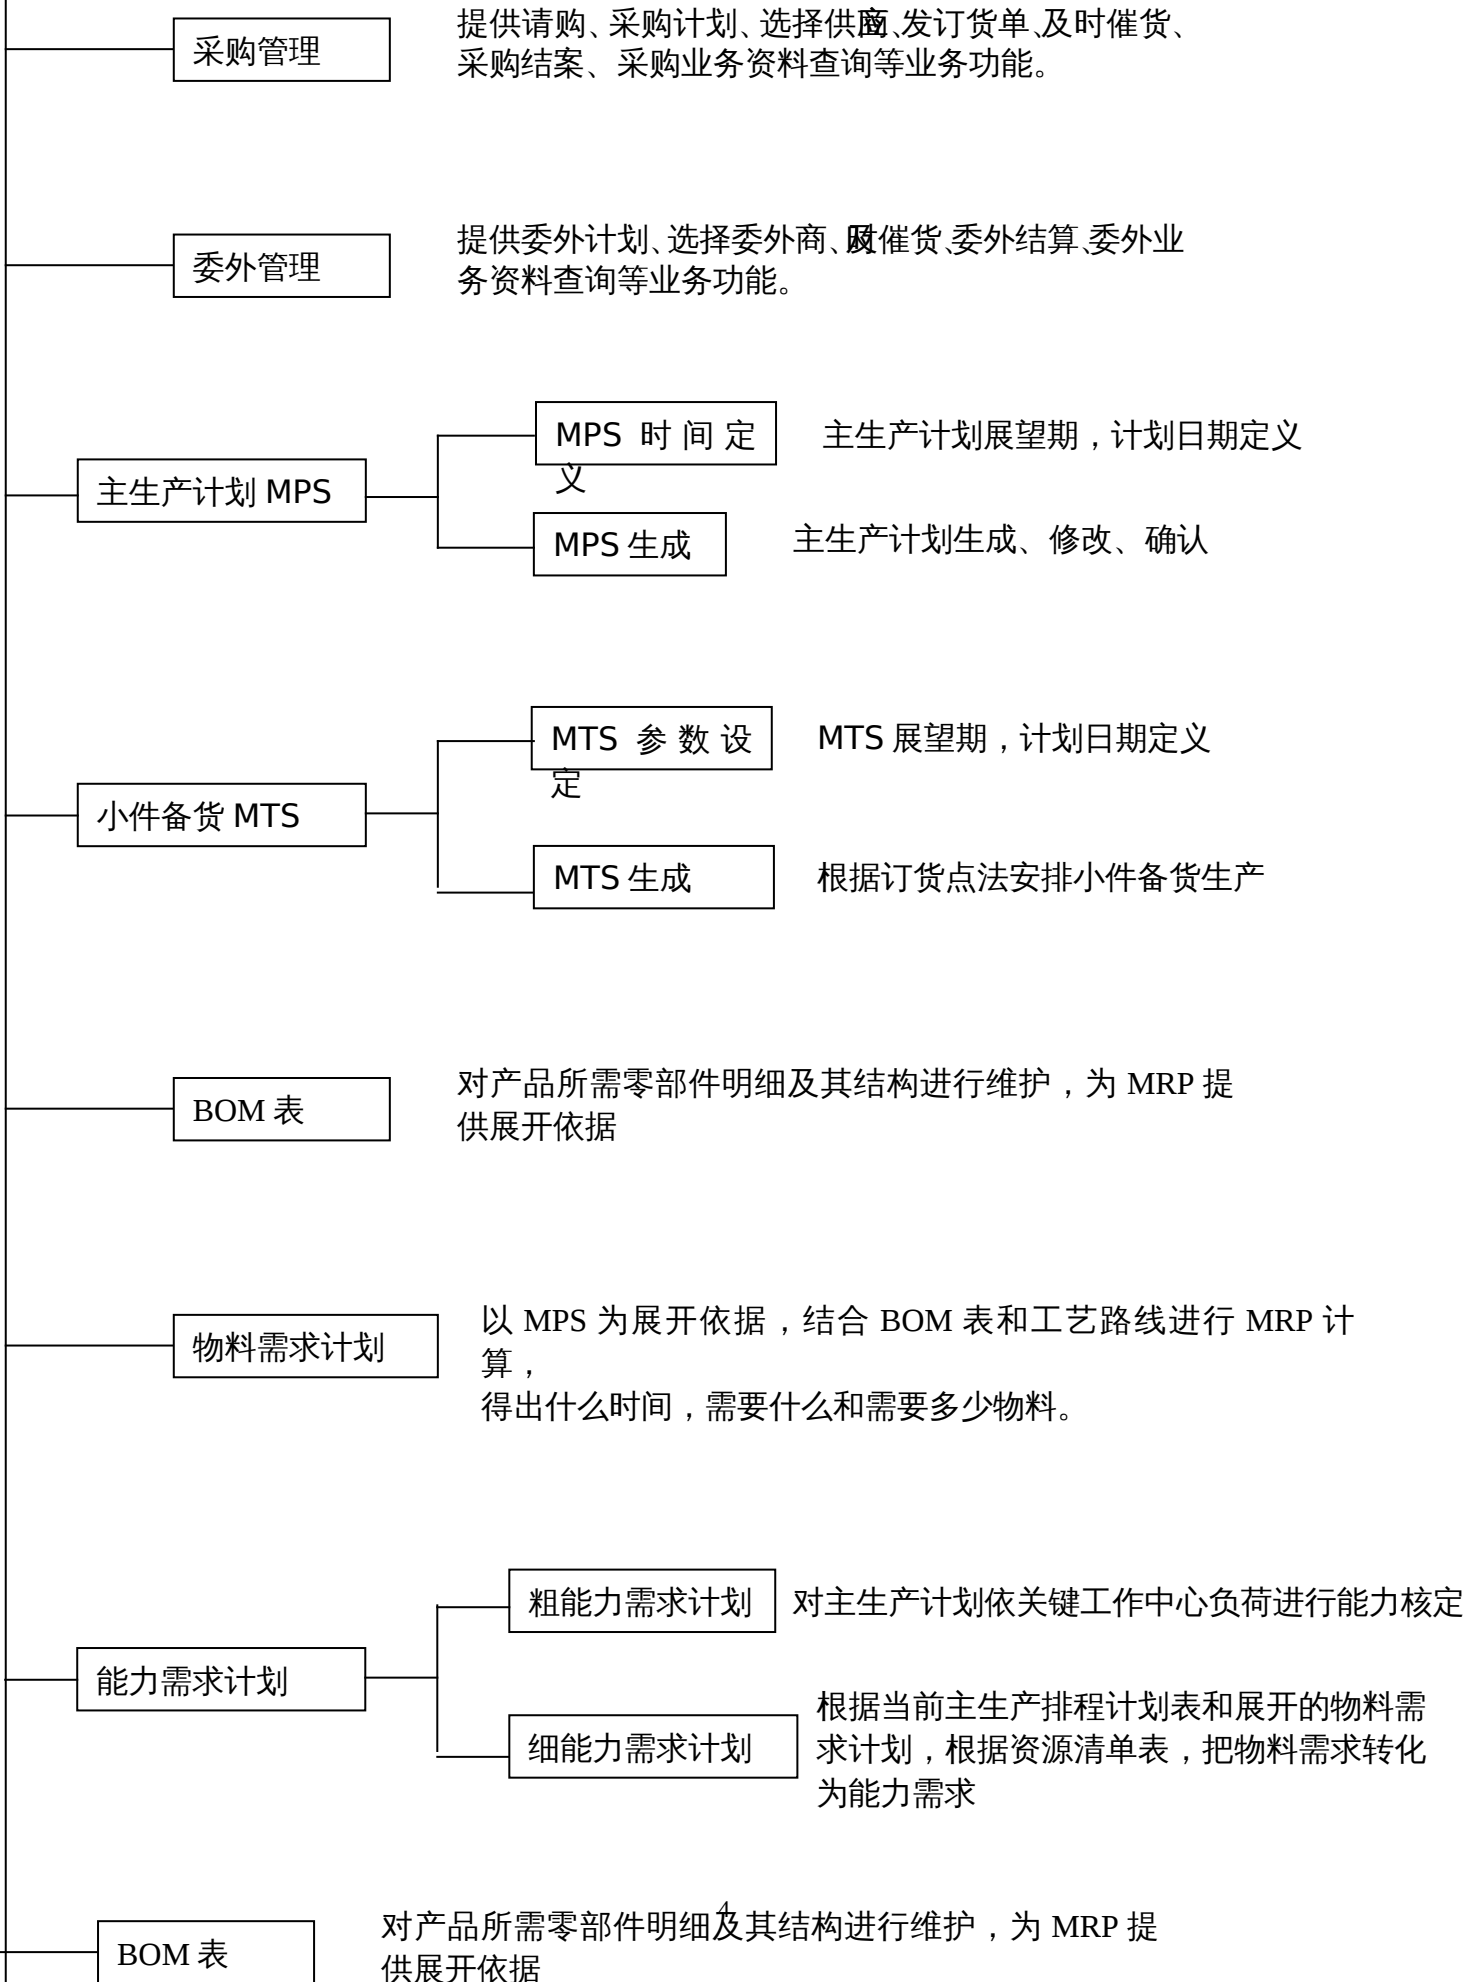 采购管理
提供请购、采购计划、选择供应商、发订货单、及时催货、
采购结案、采购业务资料查询等业务功能。
委外管理
提供委外计划、选择委外商、及时催货、委外结算、委外业
务资料查询等业务功能。
主生产计划 MPS
MPS 时间定
义
主生产计划展望期，计划日期定义
MPS 生成
主生产计划生成、修改、确认
小件备货 MTS
MTS 参数设
定
MTS 展望期，计划日期定义
MTS 生成
根据订货点法安排小件备货生产
BOM 表
对产品所需零部件明细及其结构进行维护，为 MRP 提
供展开依据
物料需求计划
以 MPS 为展开依据，结合 BOM 表和工艺路线进行 MRP 计
算，
得出什么时间，需要什么和需要多少物料。
能力需求计划
粗能力需求计划
对主生产计划依关键工作中心负荷进行能力核定
细能力需求计划
根据当前主生产排程计划表和展开的物料需
求计划，根据资源清单表，把物料需求转化
为能力需求
4
BOM 表
对产品所需零部件明细及其结构进行维护，为 MRP 提
供展开依据